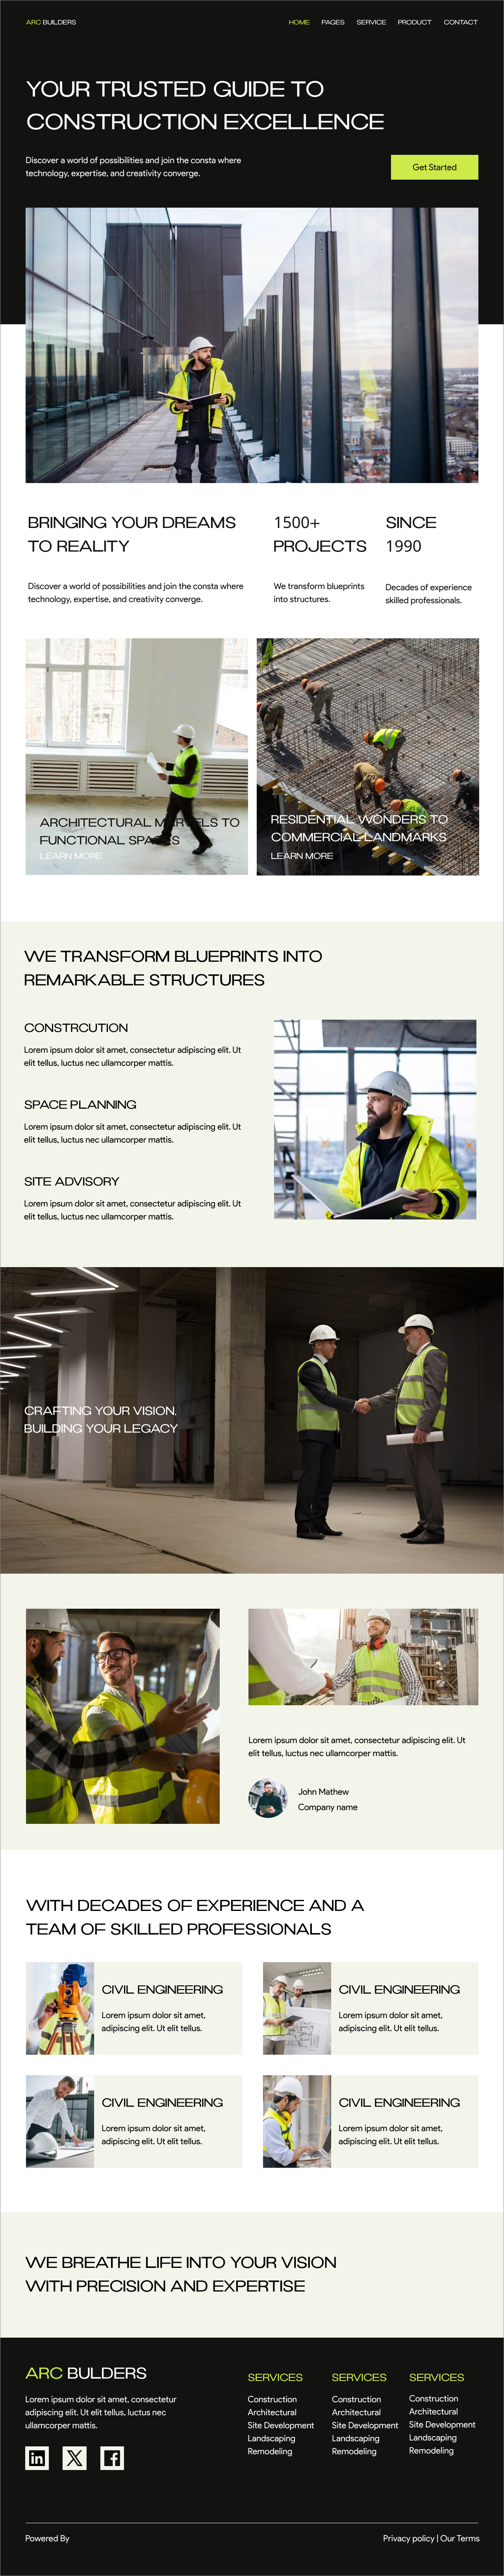 ARC BUILDERS
HOME PAGES SERVICE PRODUCT CONTACT
YOUR TRUSTED GUIDE TO
CONSTRUCTION EXCELLENCE
Discover a world of possibilities and join the consta where
technology, expertise, and creativity converge.
Get Started
BRINGING YOUR DREAMS
TO REALITY
Discover a world of possibilities and join the consta where
technology, expertise, and creativity converge.
1500+
PROJECTS
We transform blueprints
into structures.
SINCE
1990
Decades of experience
skilled professionals.
ARCHITECTURAL MARVELS TO
FUNCTIONAL SPACES
LEARN MORE
RESIDENTIAL WONDERS TO
COMMERCIAL LANDMARKS
LEARN MORE
WE TRANSFORM BLUEPRINTS INTO
REMARKABLE STRUCTURES
CONSTRCUTION
Lorem ipsum dolor sit amet, consectetur adipiscing elit. Ut
elit tellus, luctus nec ullamcorper mattis.
SPACE PLANNING
Lorem ipsum dolor sit amet, consectetur adipiscing elit. Ut
elit tellus, luctus nec ullamcorper mattis.
SITE ADVISORY
Lorem ipsum dolor sit amet, consectetur adipiscing elit. Ut
elit tellus, luctus nec ullamcorper mattis.
CRAFTING YOUR VISION,
BUILDING YOUR LEGACY
Lorem ipsum dolor sit amet, consectetur adipiscing elit. Ut
elit tellus, luctus nec ullamcorper mattis.
John Mathew
Company name
WITH DECADES OF EXPERIENCE AND A
TEAM OF SKILLED PROFESSIONALS
CIVIL ENGINEERING
Lorem ipsum dolor sit amet,
adipiscing elit. Ut elit tellus.
CIVIL ENGINEERING
Lorem ipsum dolor sit amet,
adipiscing elit. Ut elit tellus.
CIVIL ENGINEERING
Lorem ipsum dolor sit amet,
adipiscing elit. Ut elit tellus.
CIVIL ENGINEERING
Lorem ipsum dolor sit amet,
adipiscing elit. Ut elit tellus.
WE BREATHE LIFE INTO YOUR VISION
WITH PRECISION AND EXPERTISE
ARC BULDERS
Lorem ipsum dolor sit amet, consectetur
adipiscing elit. Ut elit tellus, luctus nec
ullamcorper mattis.
SERVICES
Construction
Architectural
Site Development
Landscaping
Remodeling
SERVICES
Construction
Architectural
Site Development
Landscaping
Remodeling
SERVICES
Construction
Architectural
Site Development
Landscaping
Remodeling
Powered By
Privacy policy | Our Terms